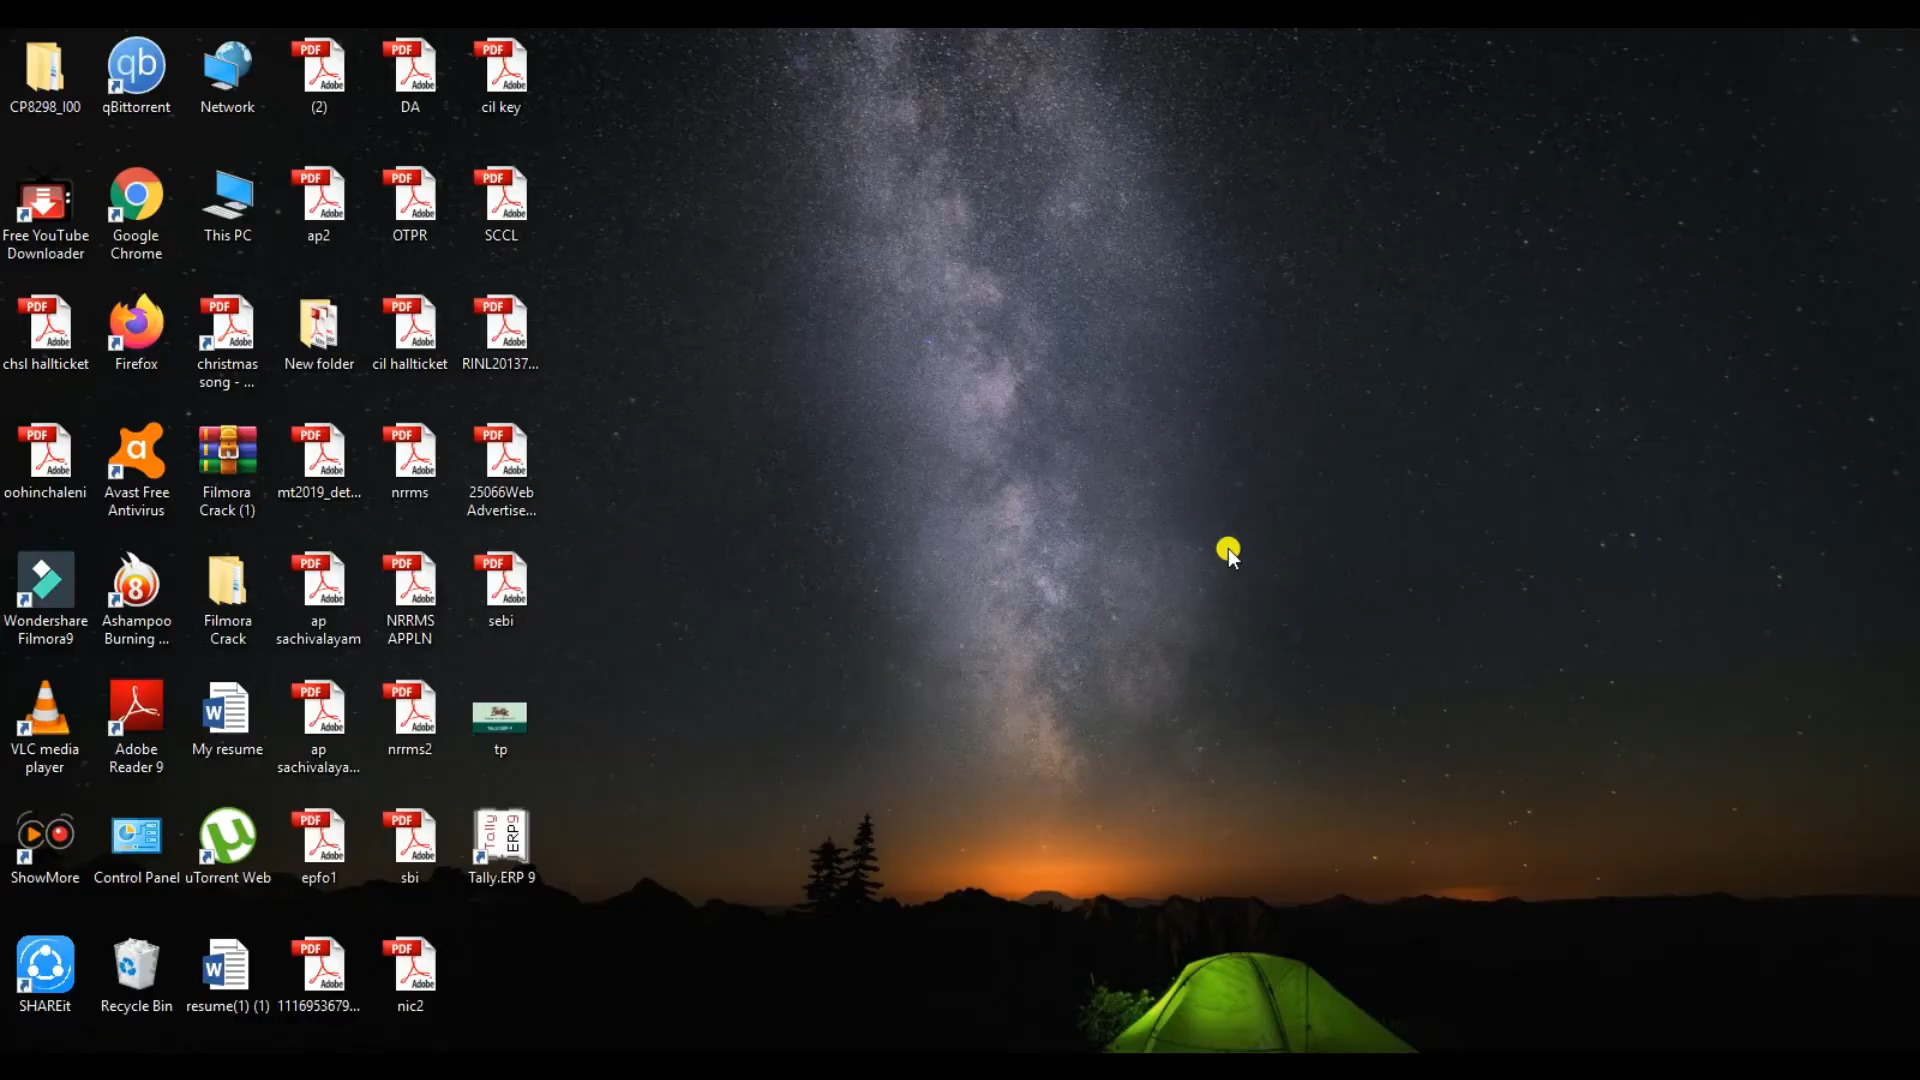 CP8298_I00
qBittorrent
Network
(2)
DA
cil key
Free YouTube
Downloader
Google
Chrome
This PC
ap2
OTPR
SCCL
chsl hallticket
Firefox
christmas
song - ...
New folder
cil hallticket
RINL20137...
oohinchaleni
Avast Free
Antivirus
Filmora
Crack (1)
mt2019_det...
nrrms
25066Web
Advertise...
Wondershare
Filmora9
Ashampoo
Burning ...
Filmora
Crack
ap
sachivalayam
NRRMS
APPLN
sebi
VLC media
player
Adobe
Reader 9
My resume
ap
sachivalaya...
nrrms2
tp
ShowMore
Control Panel
uTorrent Web
epfo1
sbi
Tally
ERP9
Tally.ERP 9
SHAREit
Recycle Bin
resume(1) (1)
1116953679...
nic2